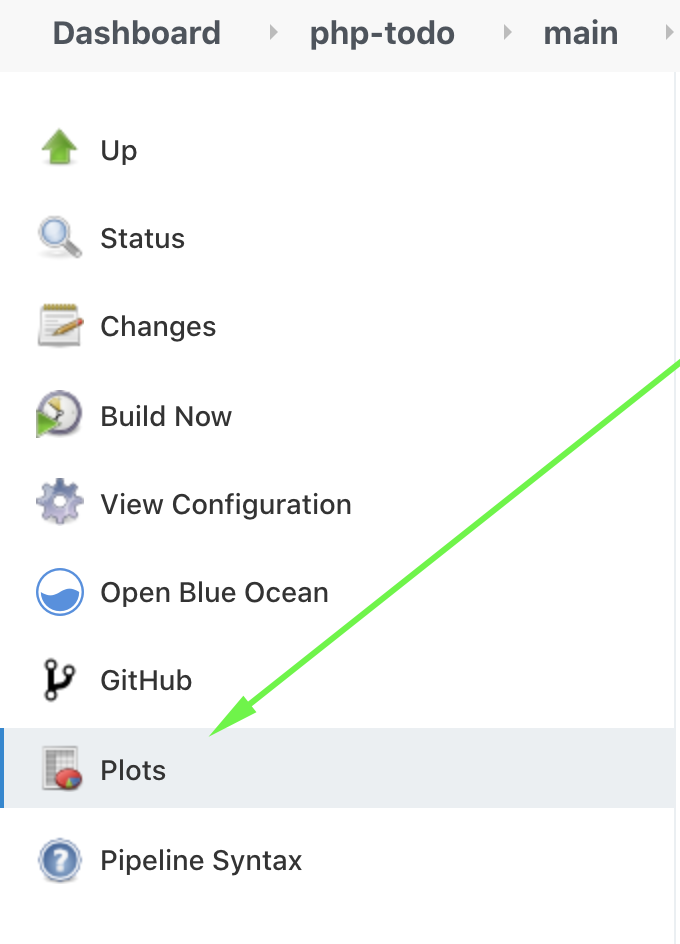 Dashboard php-todo main
Up
Status
Changes
Build Now
View Configuration
Open Blue Ocean
GitHub
Plots
Pipeline Syntax